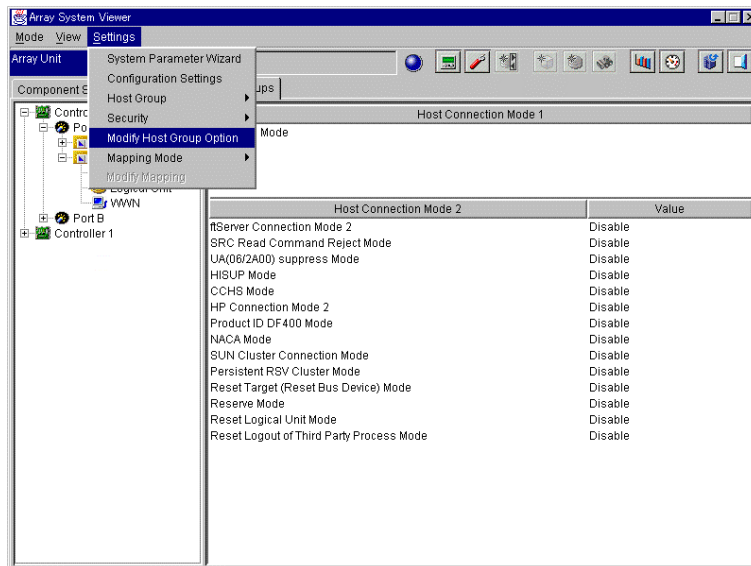 Array System Viewer
Mode View Settings
Array Unit
System Parameter Wizard
Configuration Settings
Host Group
Security
Modify Host Group Option
Mapping Mode
Modify Mapping
Component S
ups
Contrc
Po
Logical Unit
WWN
Port B
Controller 1
Host Connection Mode 1
Mode
Host Connection Mode 2 Value
ftServer Connection Mode 2 Disable
SRC Read Command Reject Mode Disable
UA(06/2A00) suppress Mode Disable
HISUP Mode Disable
CCHS Mode Disable
HP Connection Mode 2 Disable
Product ID DF400 Mode Disable
NACA Mode Disable
SUN Cluster Connection Mode Disable
Persistent RSV Cluster Mode Disable
Reset Target (Reset Bus Device) Mode Disable
Reserve Mode Disable
Reset Logical Unit Mode Disable
Reset Logout of Third Party Process Mode Disable